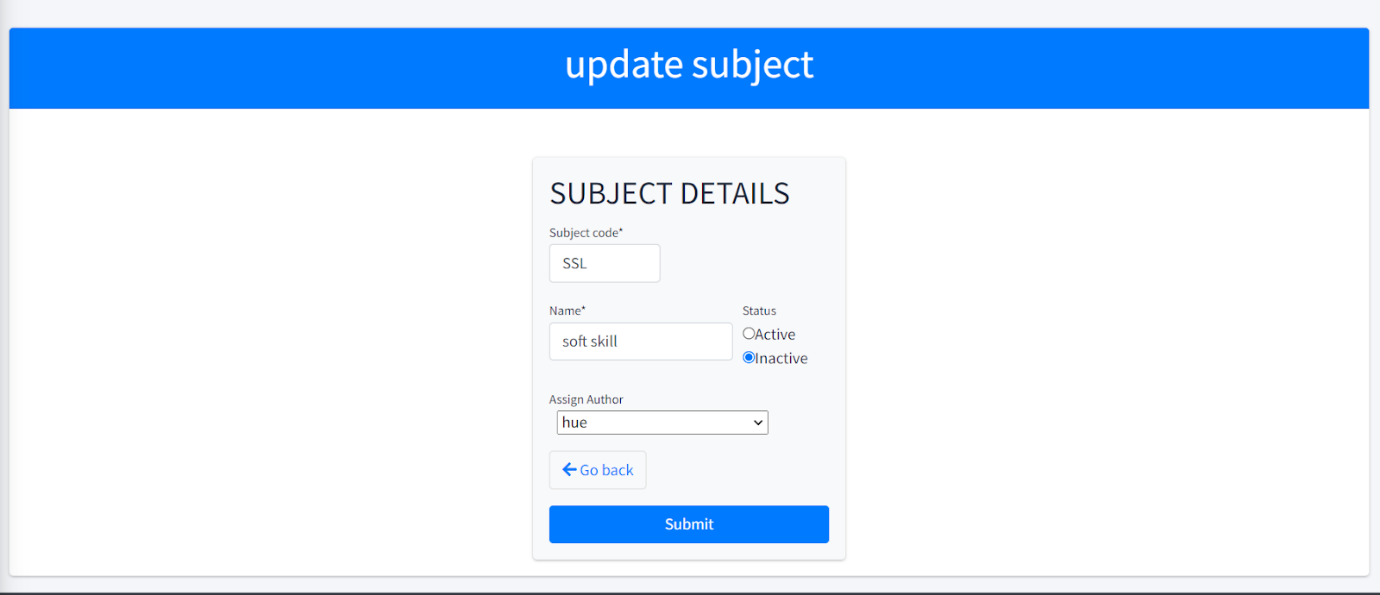 update subject
SUBJECT DETAILS
Subject code*
SSL
Name*
Status
soft skill
Active
Inactive
Assign Author
hue
Go back
Submit